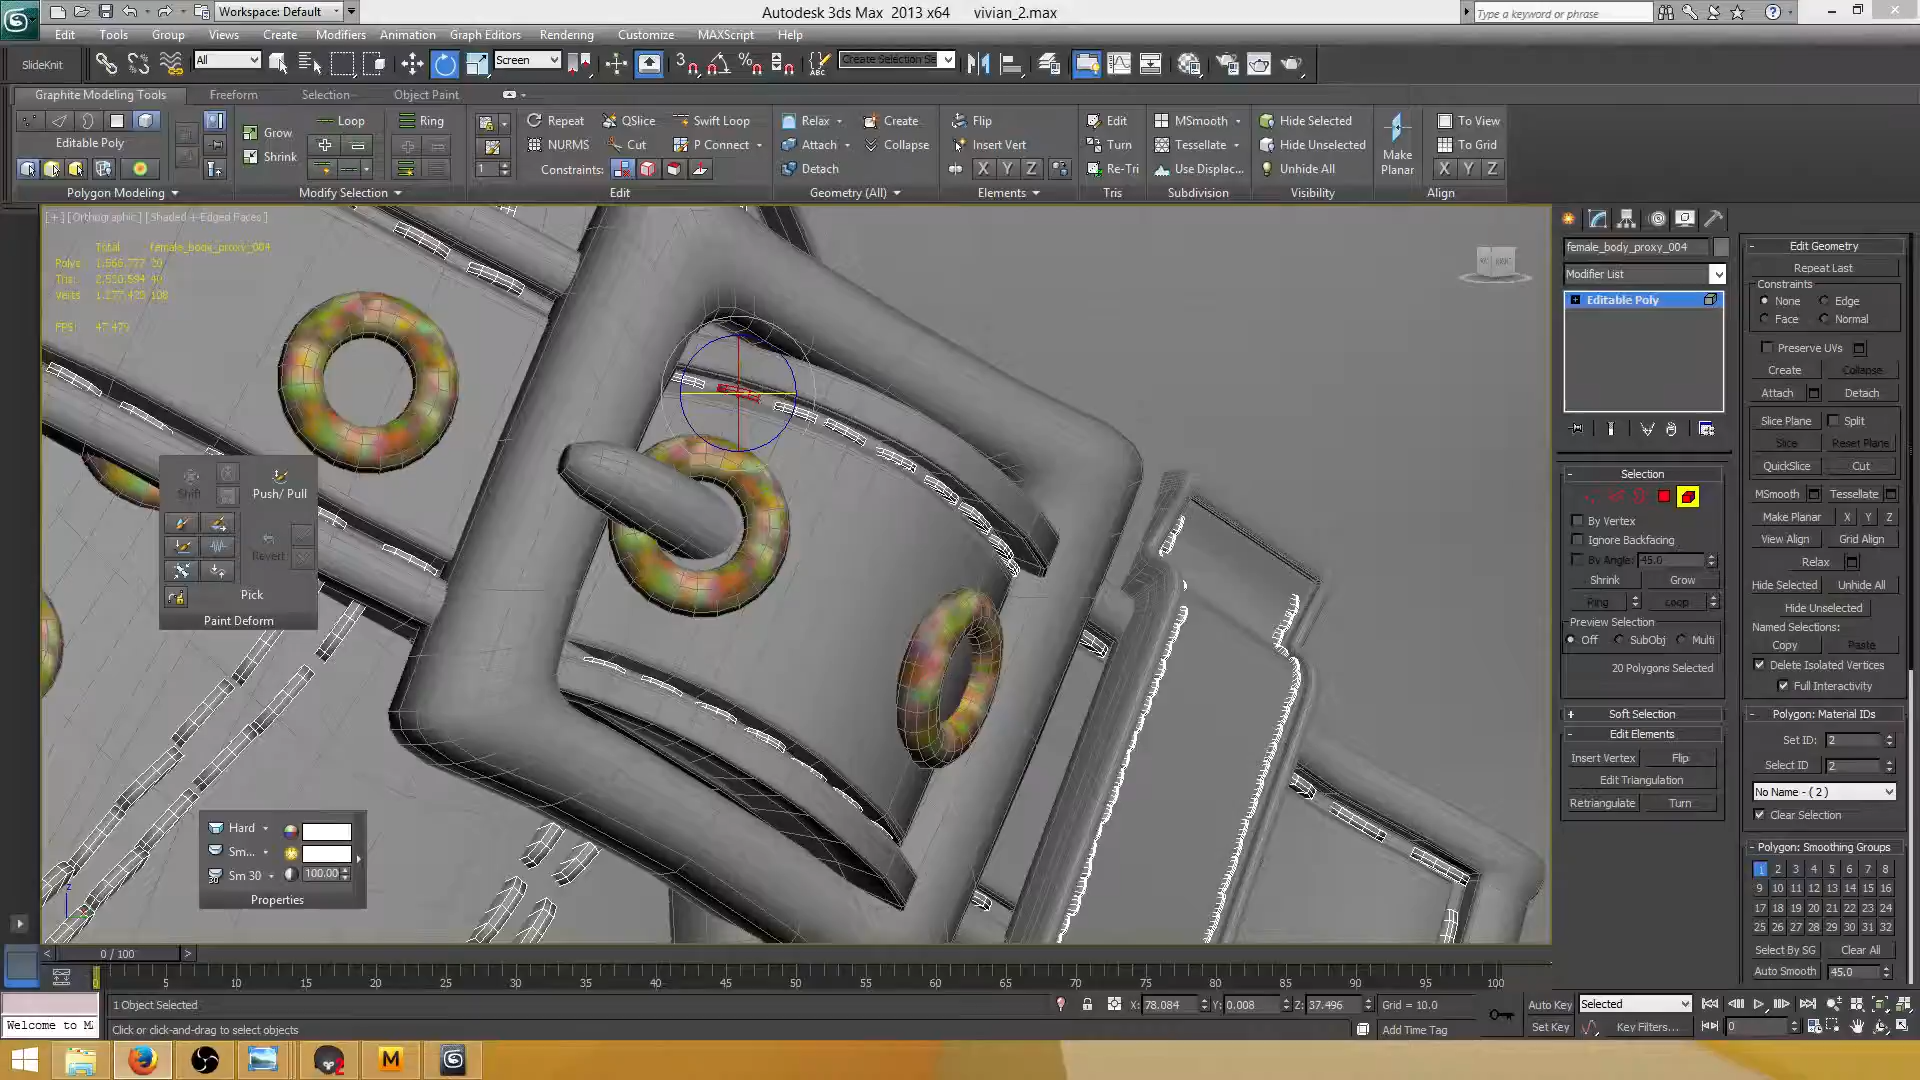 Workspace: Default
Autodesk 3ds Max 2013 x64 vivian_2.max
Type a keyword or phrase
Edit Tools Group Views Create Modifiers Animation Graph Editors Rendering Customize MAXScript Help
SlideKnit All Screen Create Selection Se
Graphite Modeling Tools Freeform Selection Object Paint
Editable Poly
Polygon Modeling
Grow Loop Ring
Shrink
Modify Selection
Repeat QSlice Swift Loop
NURMS Cut P Connect
1 Constraints:
Edit
Relax Create
Attach Collapse
Detach
Geometry (All)
Flip
Insert Vert
X Y Z
Elements
Edit
Turn
Re-Tri
Tris
MSmooth
Tessellate
Use Displac...
Subdivision
Hide Selected
Hide Unselected
Unhide All
Visibility
Make Planar
To View
To Grid
X Y Z
Align
[+] [Orthographic] [Shaded + Edged Faces]
Total female_body_proxy_004
Polys: 20
Tris: 40
Verts: 108
FPS: 47.479
Shift Push/ Pull
Revert
Pick
Paint Deform
Hard
Sm...
Sm 30 100.00
Properties
female_body_proxy_004
Modifier List
Editable Poly
Selection
By Vertex
Ignore Backfacing
By Angle: 45.0
Shrink Grow
Ring Loop
Preview Selection
Off SubObj Multi
20 Polygons Selected
Soft Selection
Edit Elements
Insert Vertex Flip
Edit Triangulation
Retriangulate Turn
Edit Geometry
Repeat Last
Constraints
None Edge
Face Normal
Preserve UVs
Create Collapse
Attach Detach
Slice Plane Split
Slice Reset Plane
QuickSlice Cut
MSmooth Tessellate
Make Planar X Y Z
View Align Grid Align
Relax
Hide Selected Unhide All
Hide Unselected
Named Selections:
Copy Paste
Delete Isolated Vertices
Full Interactivity
Polygon: Material IDs
Set ID: 2
Select ID 2
No Name - ( 2 )
Clear Selection
Polygon: Smoothing Groups
1 2 3 4 5 6 7 8
9 10 11 12 13 14 15 16
17 18 19 20 21 22 23 24
25 26 27 28 29 30 31 32
Select By SG Clear All
Auto Smooth 45.0
0 / 100
0 5 10 15 20 25 30 35 40 45 50 55 60 65 70 75 80 85 90 95 100
1 Object Selected X: 78.084 Y: 0.008 Z: 37.496 Grid = 10.0 Auto Key Selected
Welcome to M
Click or click-and-drag to select objects Add Time Tag Set Key Key Filters... 0